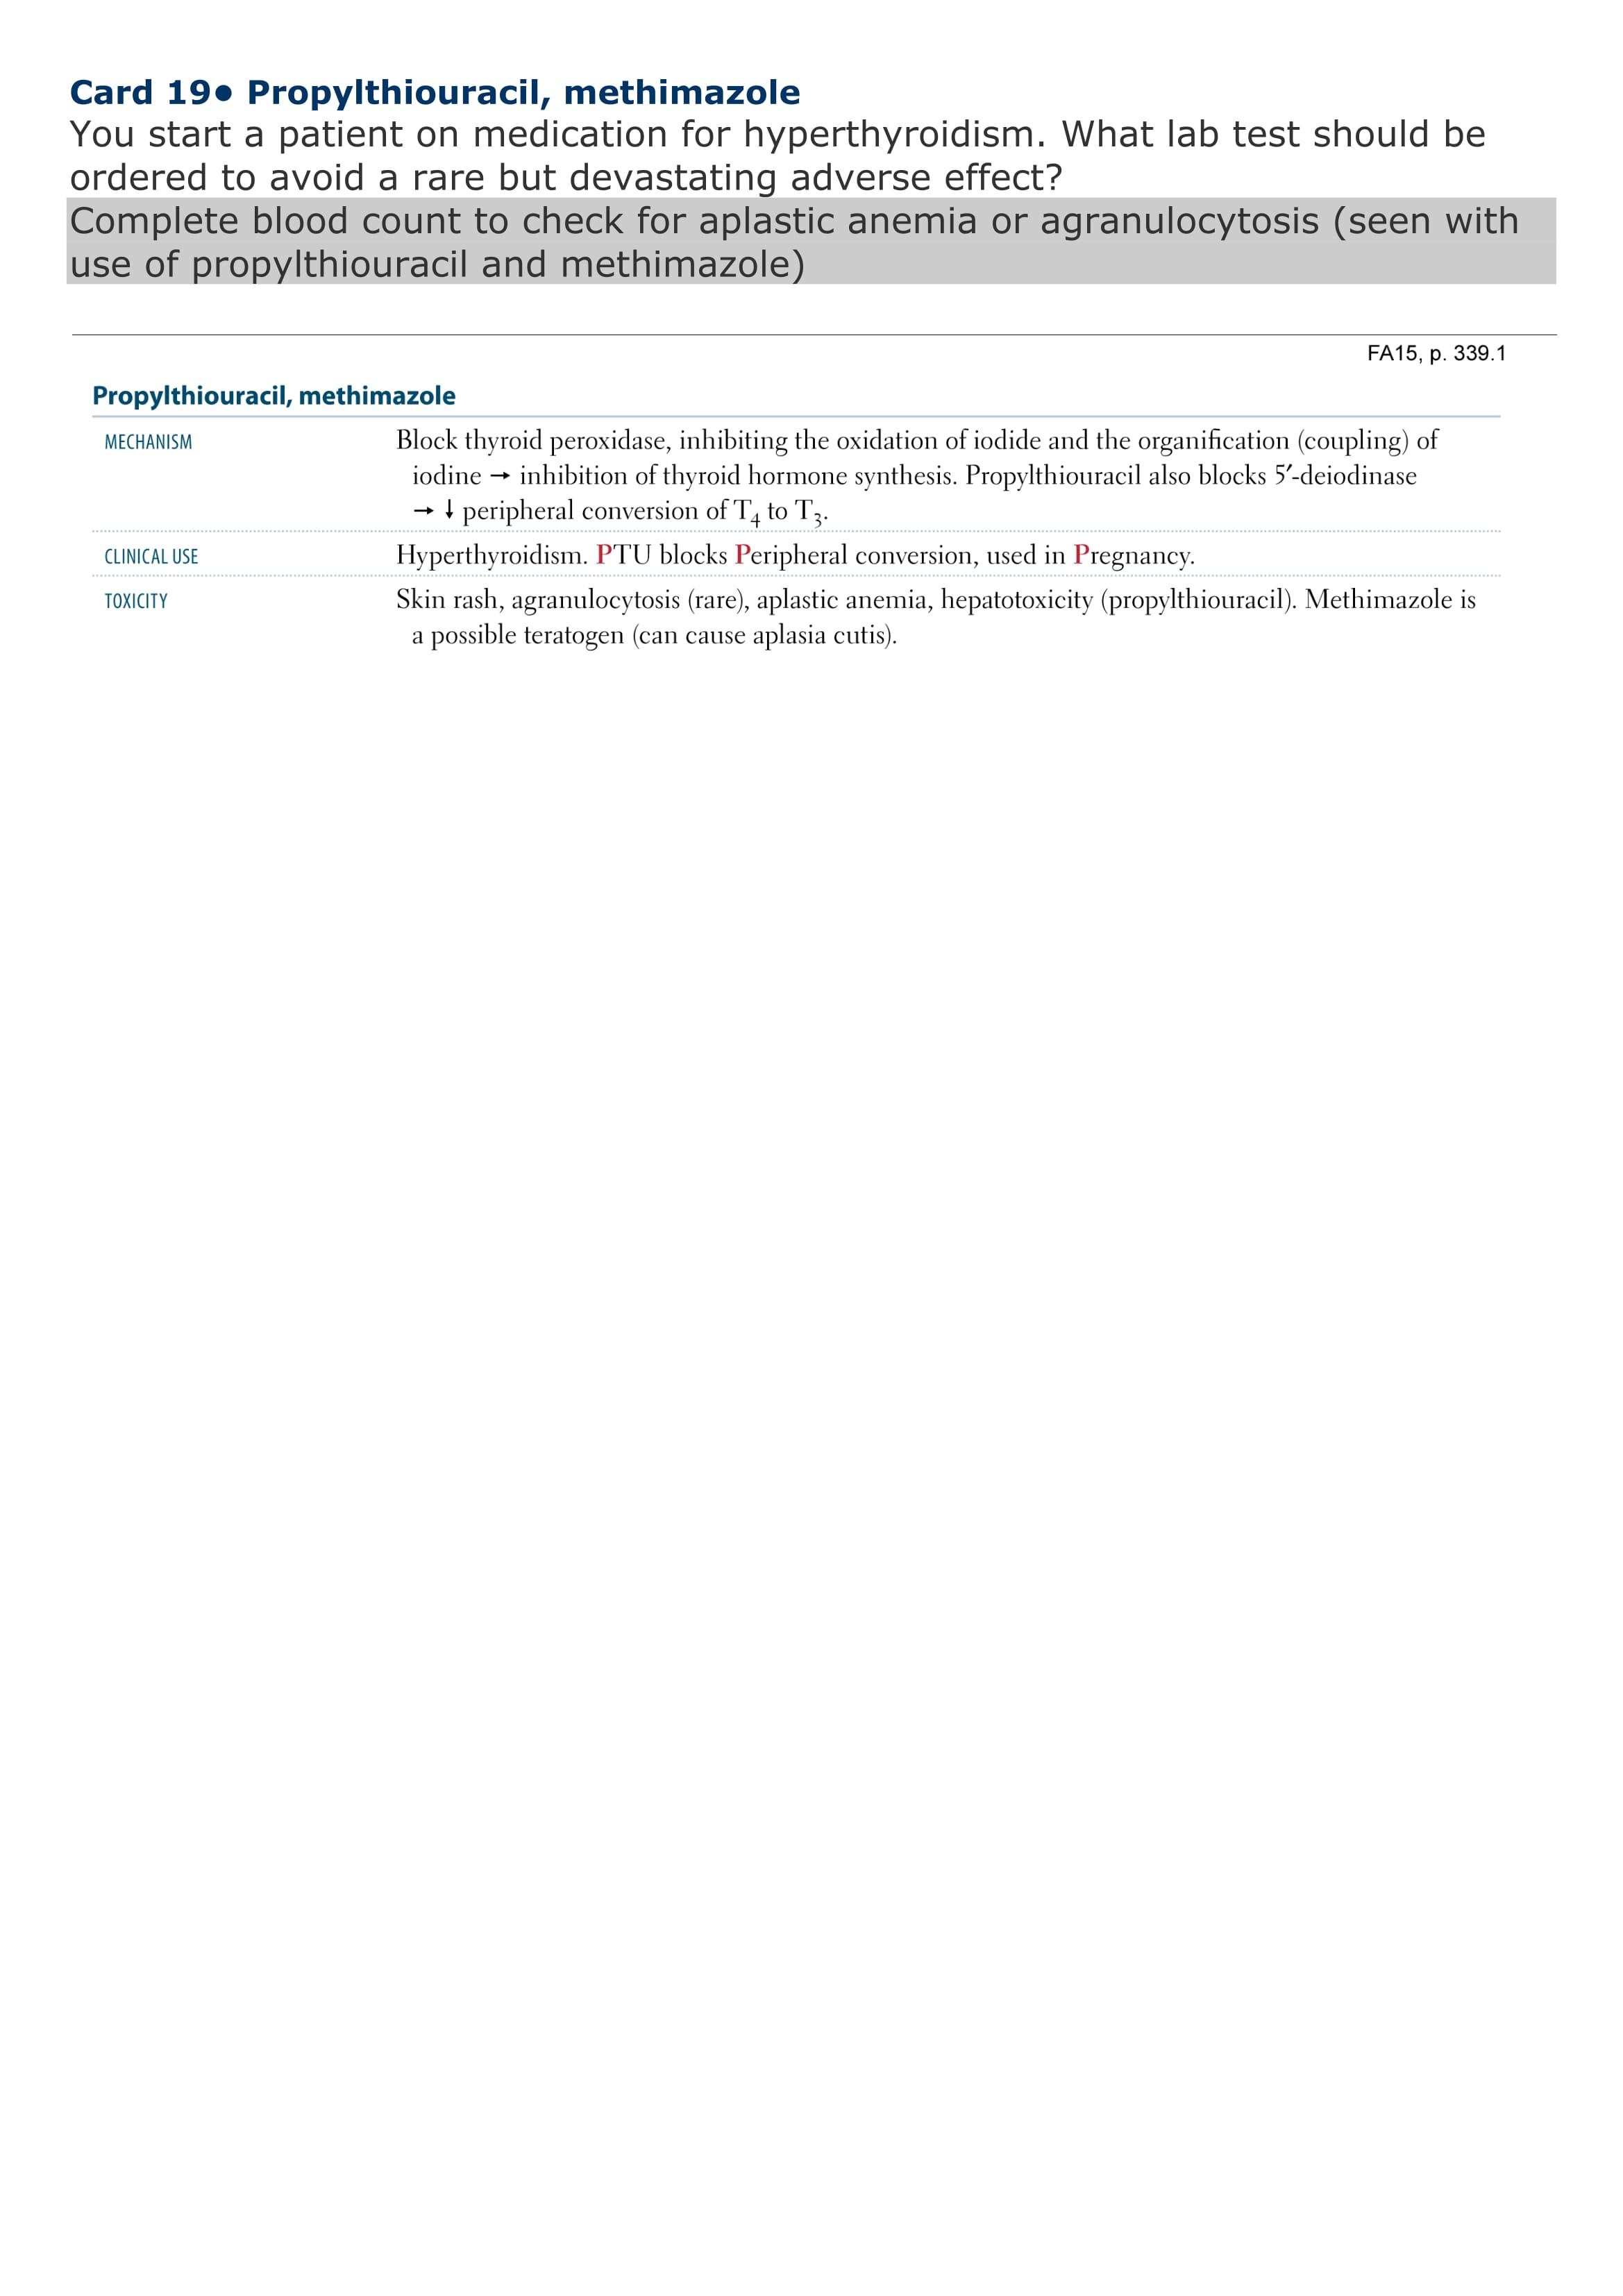 Card 19• Propylthiouracil, methimazole
You start a patient on medication for hyperthyroidism. What lab test should be
ordered to avoid a rare but devastating adverse effect?
Complete blood count to check for aplastic anemia or agranulocytosis (seen with
use of propylthiouracil and methimazole)
FA15, p. 339.1
Propylthiouracil, methimazole
MECHANISM Block thyroid peroxidase, inhibiting the oxidation of iodide and the organification (coupling) of
iodine → inhibition of thyroid hormone synthesis. Propylthiouracil also blocks 5′-deiodinase
→ ↓ peripheral conversion of T4 to T3.
CLINICAL USE Hyperthyroidism. PTU blocks Peripheral conversion, used in Pregnancy.
TOXICITY Skin rash, agranulocytosis (rare), aplastic anemia, hepatotoxicity (propylthiouracil). Methimazole is
a possible teratogen (can cause aplasia cutis).